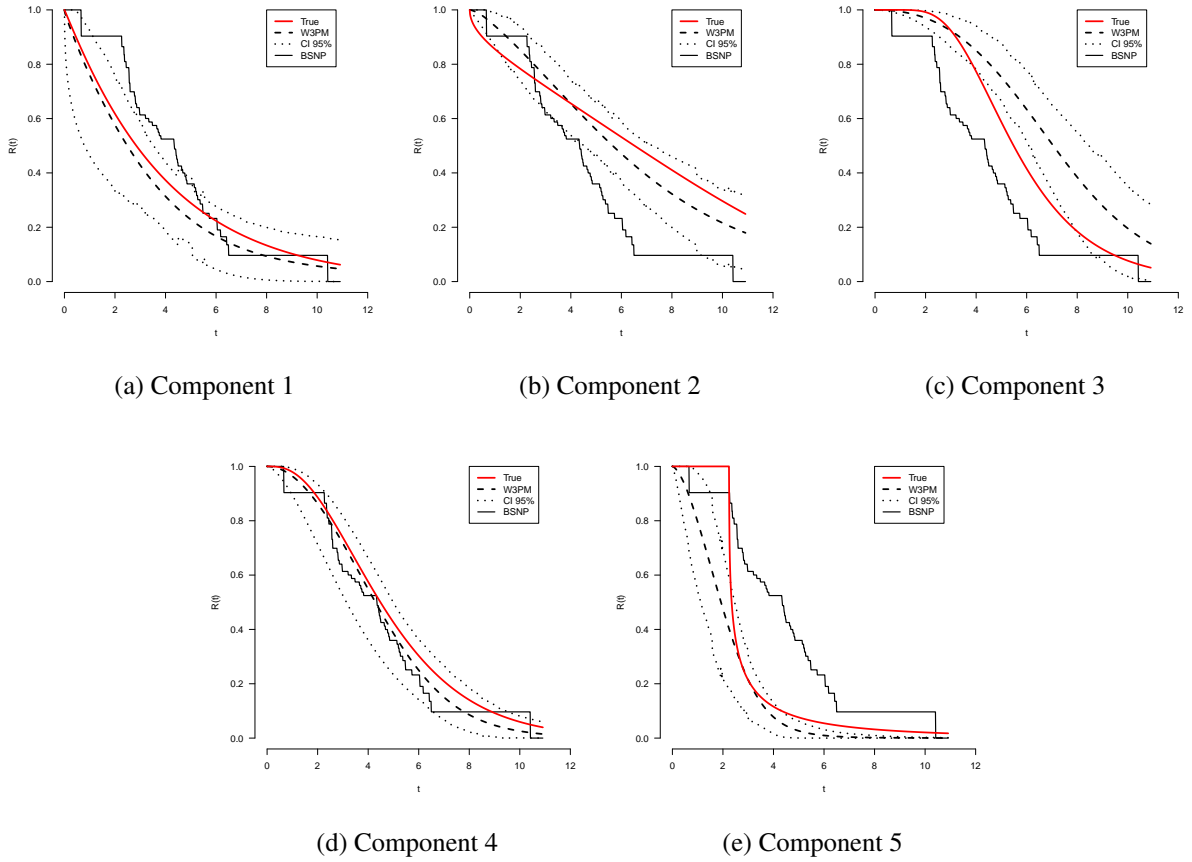 True
W3PM
CI 95%
BSNP
R(t)
1.0
0.8
0.6
0.4
0.2
0.0
0 2 4 6 8 10 12
t
(a) Component 1
True
W3PM
CI 95%
BSNP
R(t)
1.0
0.8
0.6
0.4
0.2
0.0
0 2 4 6 8 10 12
t
(b) Component 2
True
W3PM
CI 95%
BSNP
R(t)
1.0
0.8
0.6
0.4
0.2
0.0
0 2 4 6 8 10 12
t
(c) Component 3
True
W3PM
CI 95%
BSNP
R(t)
1.0
0.8
0.6
0.4
0.2
0.0
0 2 4 6 8 10 12
t
(d) Component 4
True
W3PM
CI 95%
BSNP
R(t)
1.0
0.8
0.6
0.4
0.2
0.0
0 2 4 6 8 10 12
t
(e) Component 5